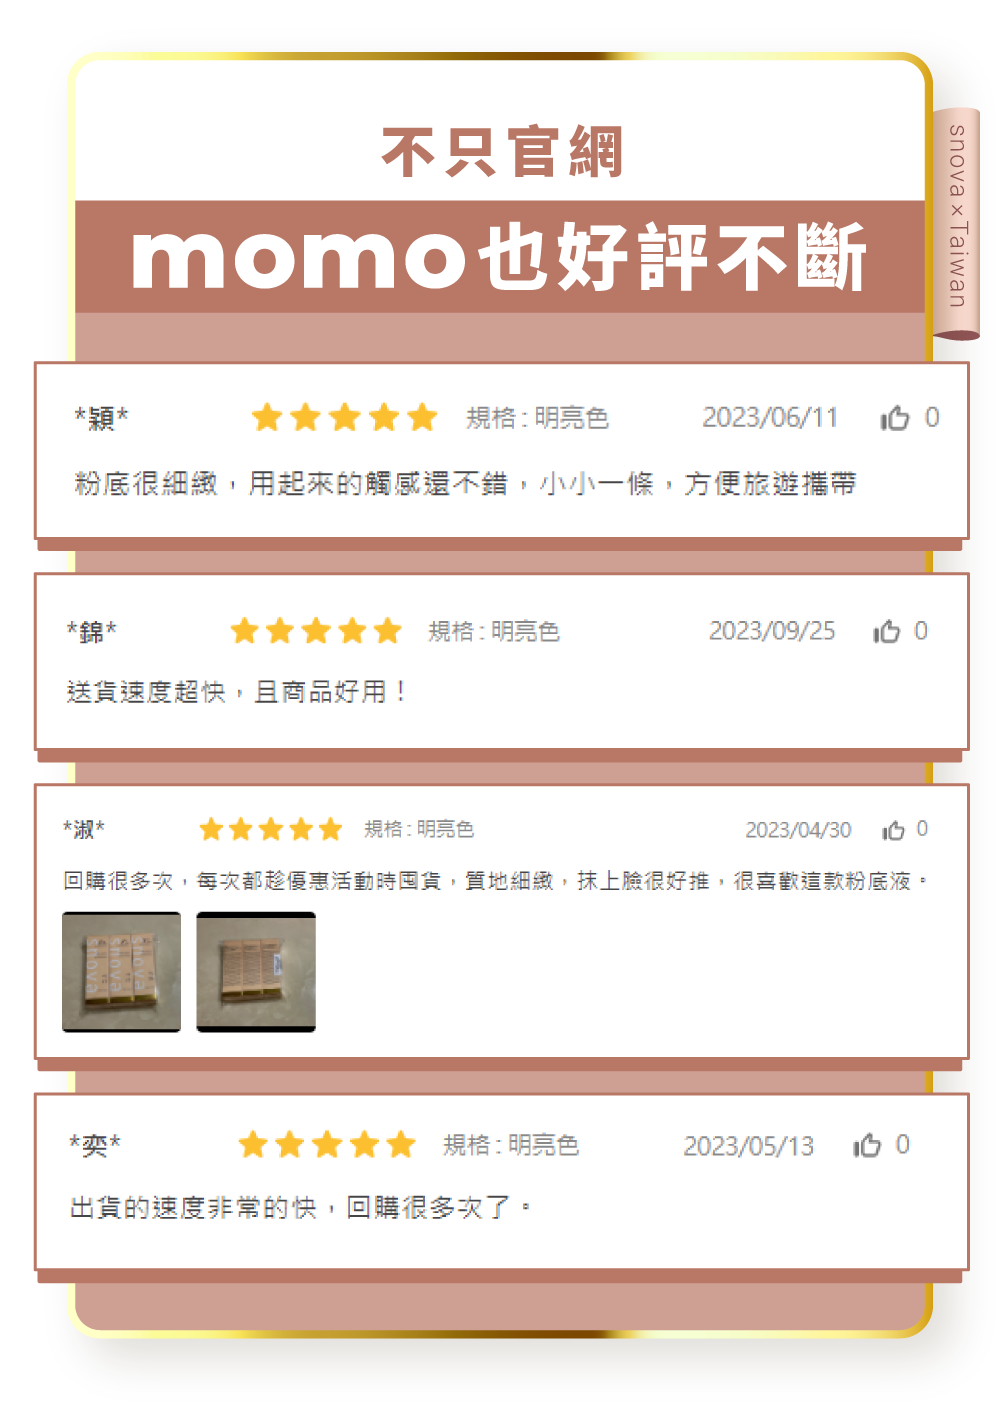 不只官網
momo也好評不斷
snova×Taiwan
*穎* 規格:明亮色 2023/06/11 0
粉底很細緻，用起來的觸感還不錯，小小一條，方便旅遊攜帶
*錦* 規格:明亮色 2023/09/25 0
送貨速度超快，且商品好用！
*淑* 規格:明亮色 2023/04/30 0
回購很多次，每次都趁優惠活動時囤貨，質地細緻，抹上臉很好推，很喜歡這款粉底液。
snova snova snova
*奕* 規格:明亮色 2023/05/13 0
出貨的速度非常的快，回購很多次了。